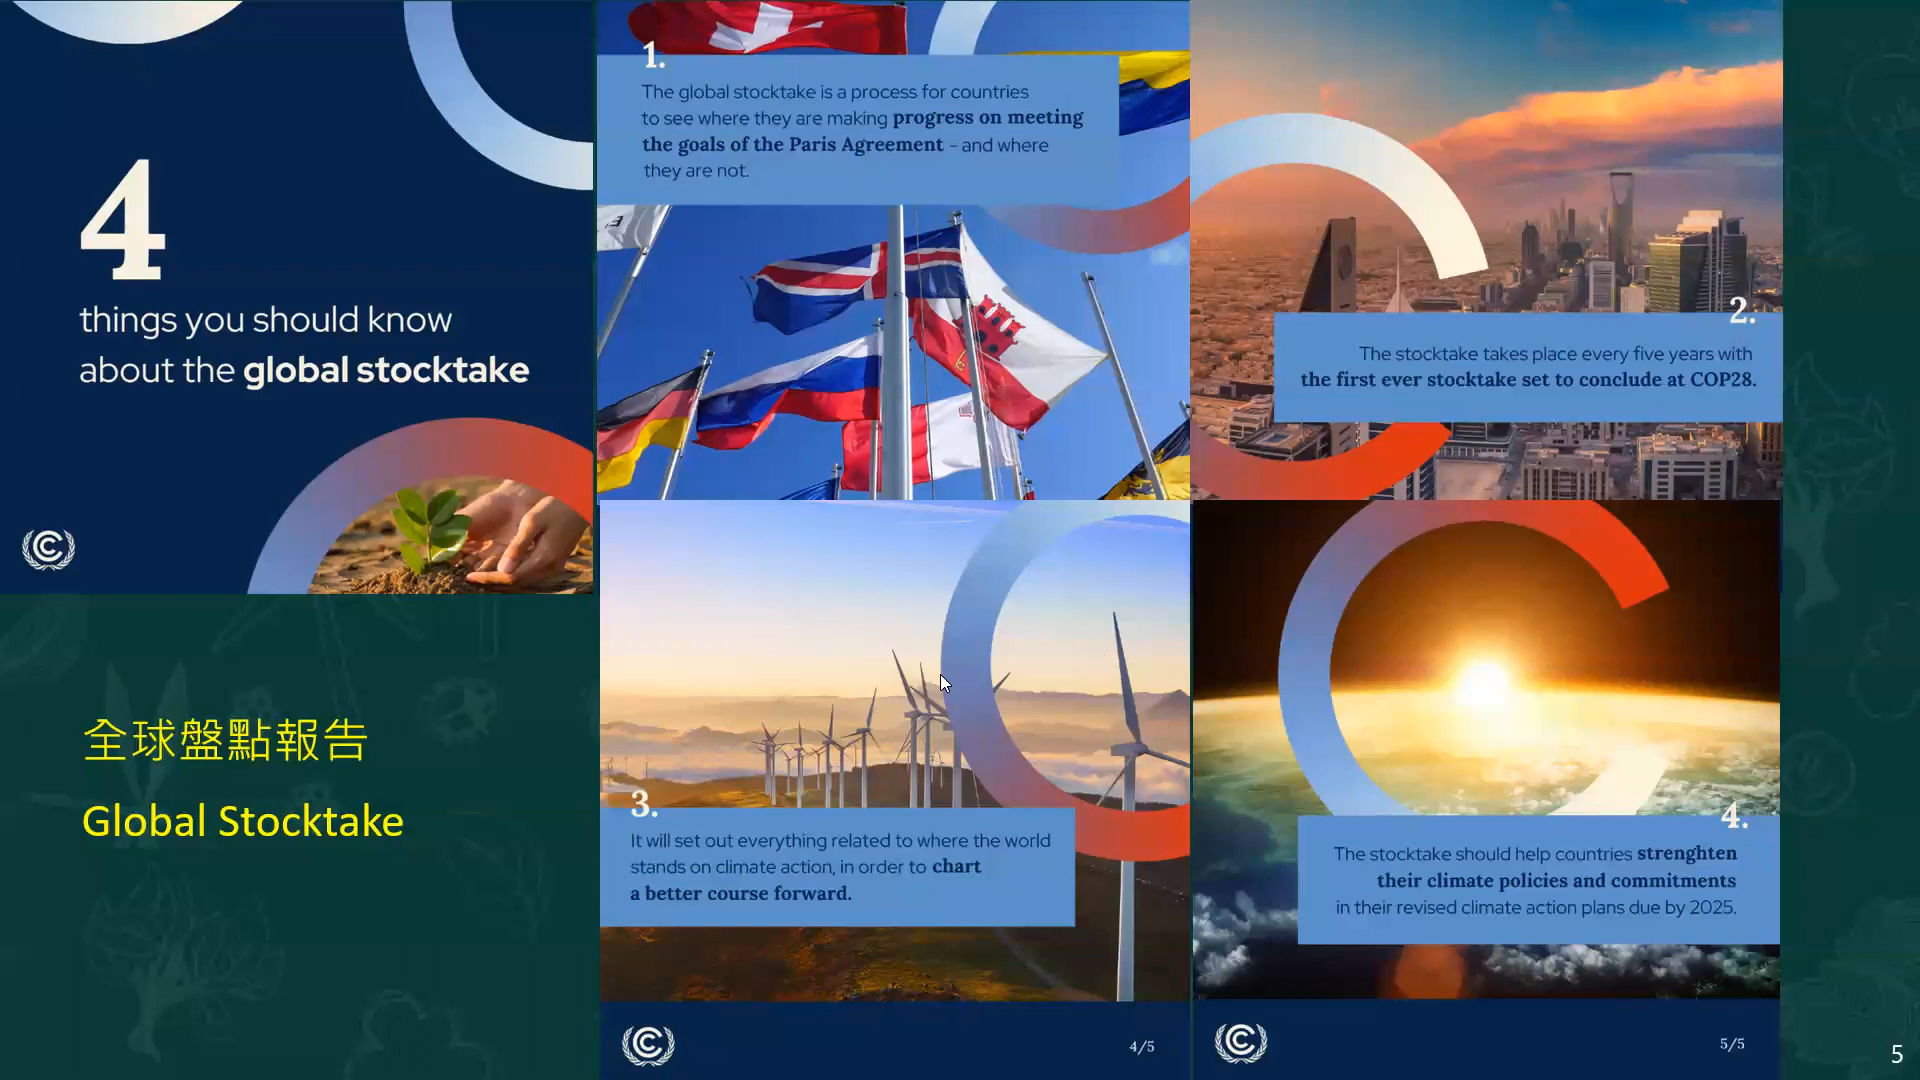 4
things you should know
about the global stocktake
全球盤點報告
Global Stocktake
1.
The global stocktake is a process for countries
to see where they are making progress on meeting
the goals of the Paris Agreement - and where
they are not.
2.
The stocktake takes place every five years with
the first ever stocktake set to conclude at COP28.
3.
It will set out everything related to where the world
stands on climate action, in order to chart
a better course forward.
4/5
4.
The stocktake should help countries strenghten
their climate policies and commitments
in their revised climate action plans due by 2025.
5/5
5